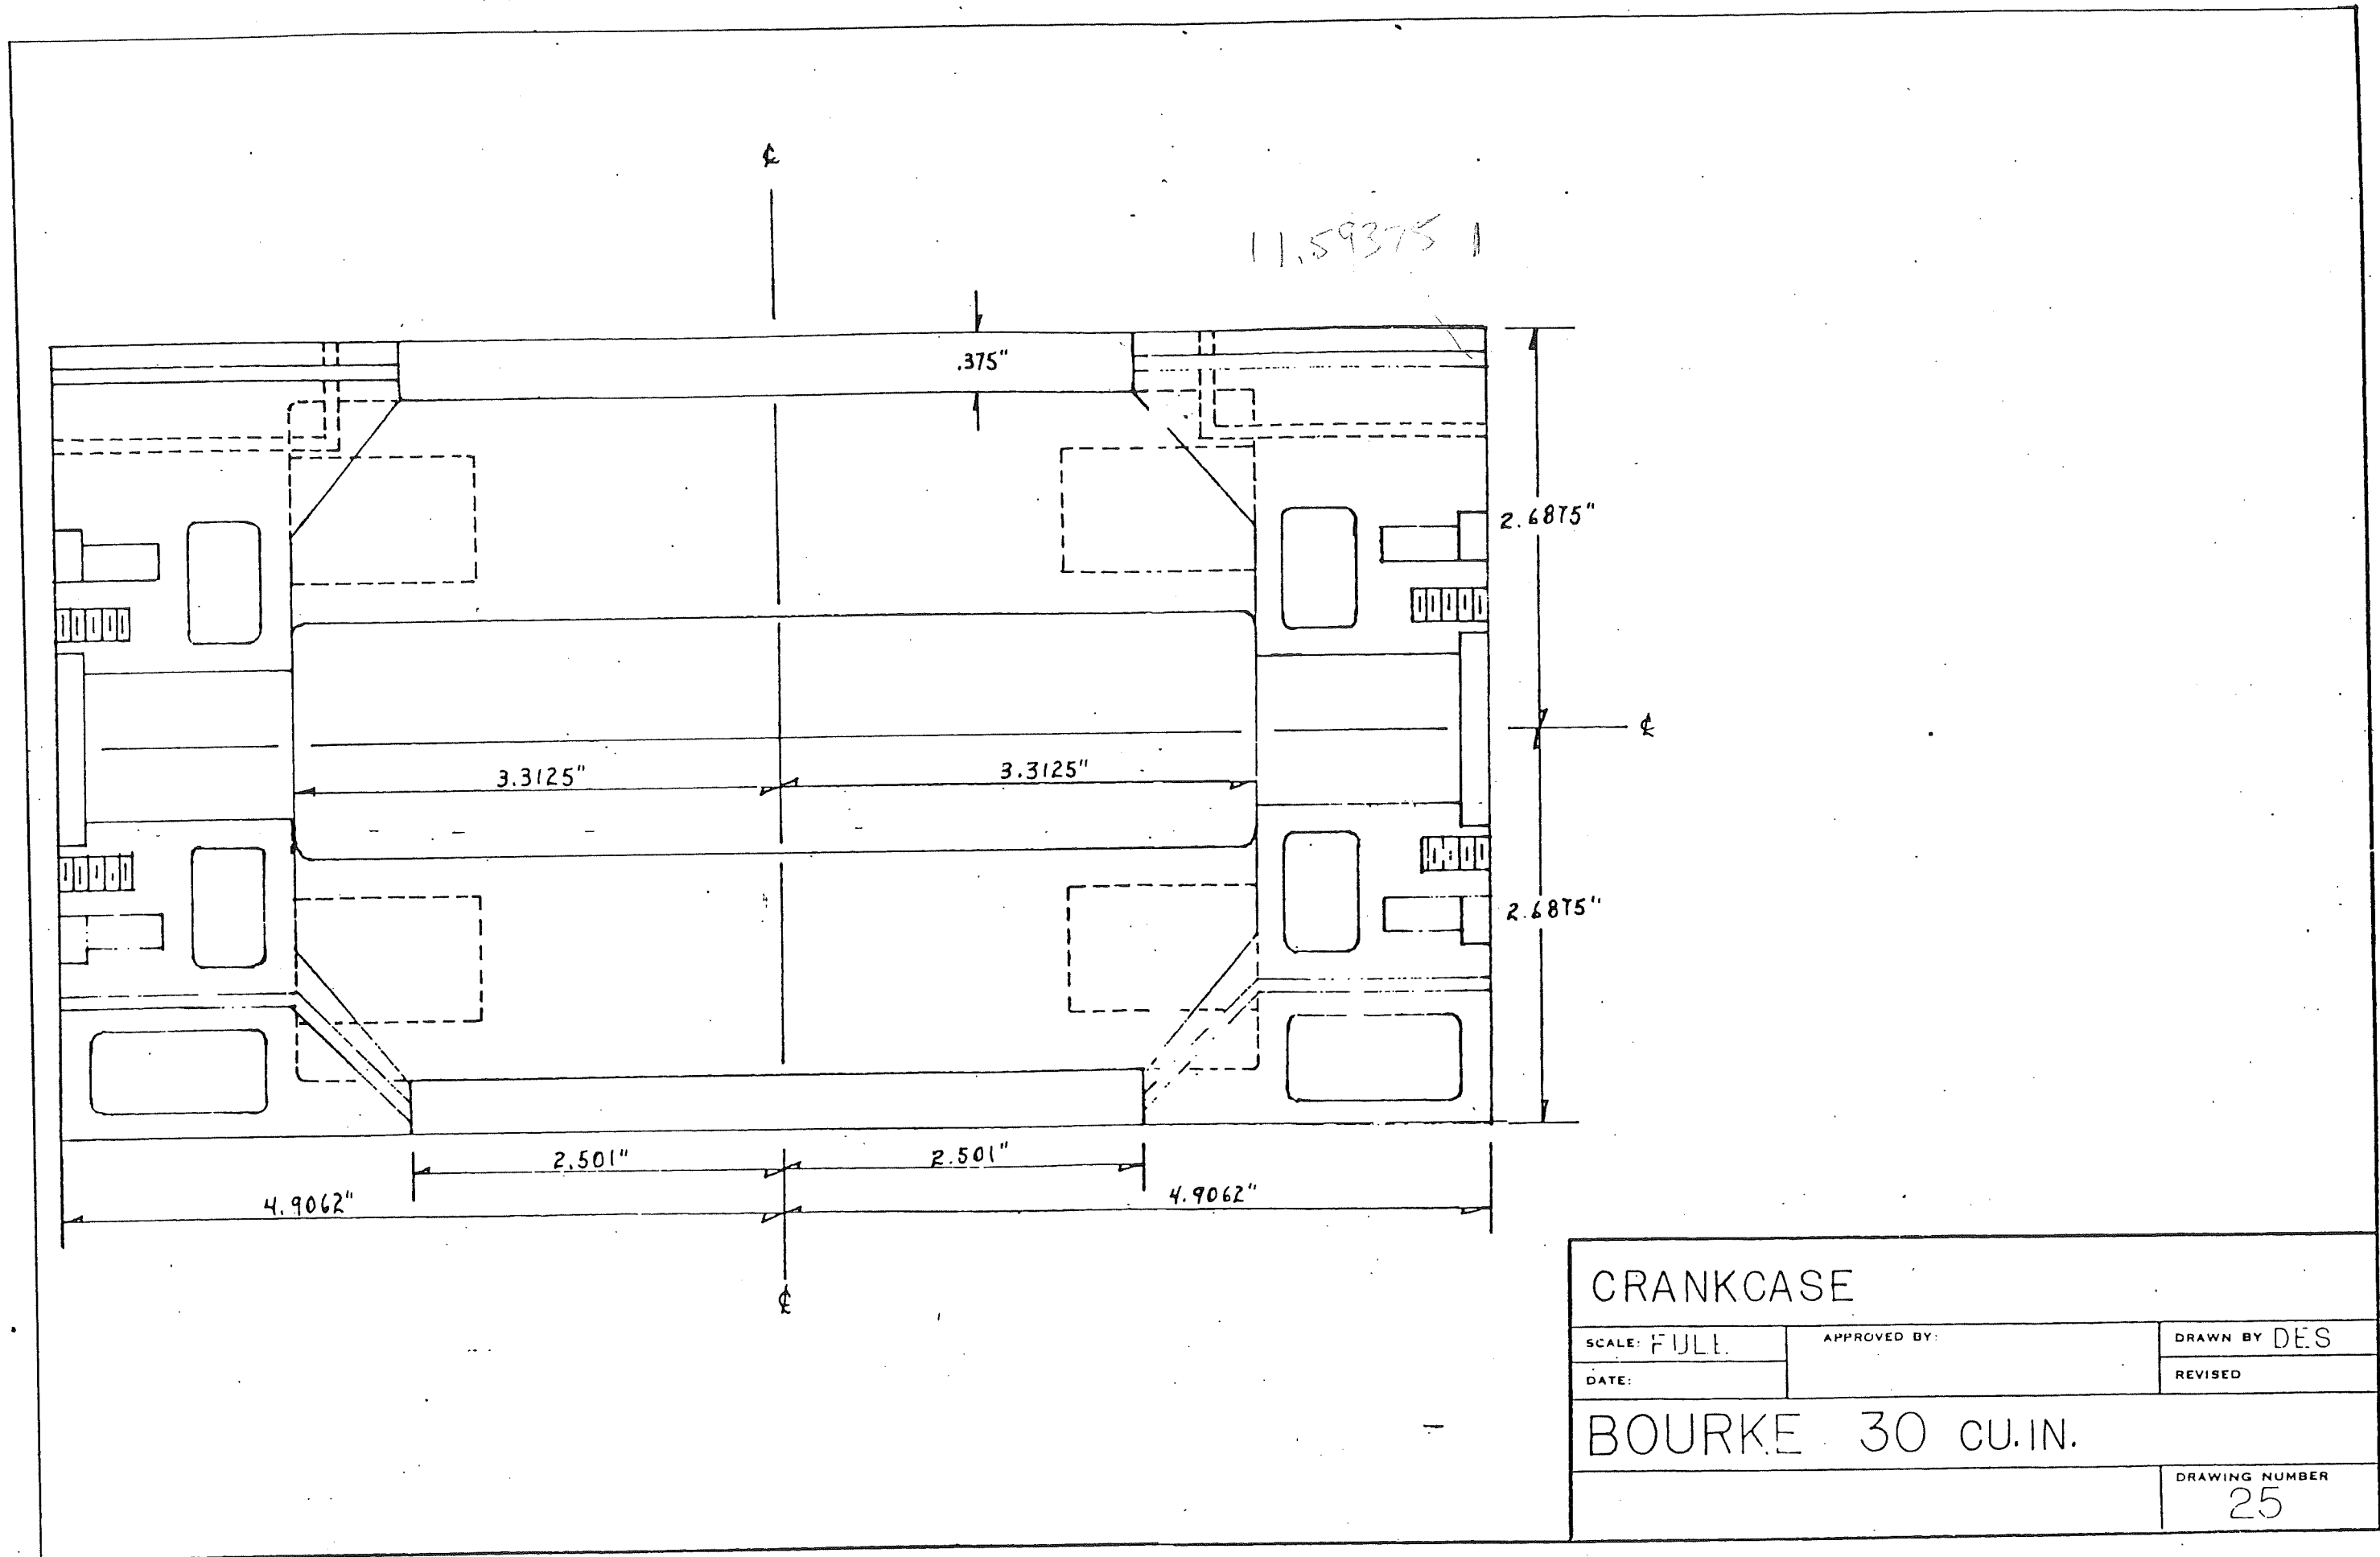 ℄
11.59375
.375"
2.6875"
℄
3.3125" 3.3125"
2.6875"
2.501" 2.501"
4.9062" 4.9062"
℄
CRANKCASE
SCALE: FULL
APPROVED BY:
DRAWN BY DES
DATE:
REVISED
BOURKE 30 CU.IN.
DRAWING NUMBER
25